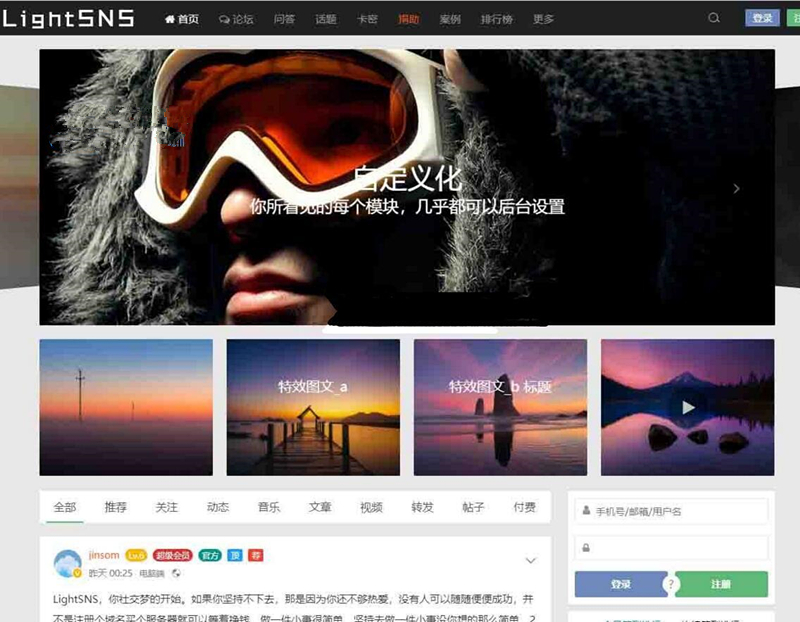 LightSNS
首页 论坛 问答 话题 卡密 捐助 案例 排行榜 更多 登录
自定义化
你所看见的每个模块，几乎都可以后台设置
特效图文_a 特效图文_b 标题
全部 推荐 关注 动态 音乐 文章 视频 转发 帖子 付费
手机号/邮箱/用户名
登录 ? 注册
jinsom Lv.5 超级会员 官方 顶 荐
昨天 00:25 电脑端
LightSNS，你社交梦的开始。如果你坚持不下去，那是因为你还不够热爱，没有人可以随随便便成功，并
不是注册个域名买个服务器就可以等着挣钱，做一件小事很简单，坚持去做一件小事没你想的那么简单。2